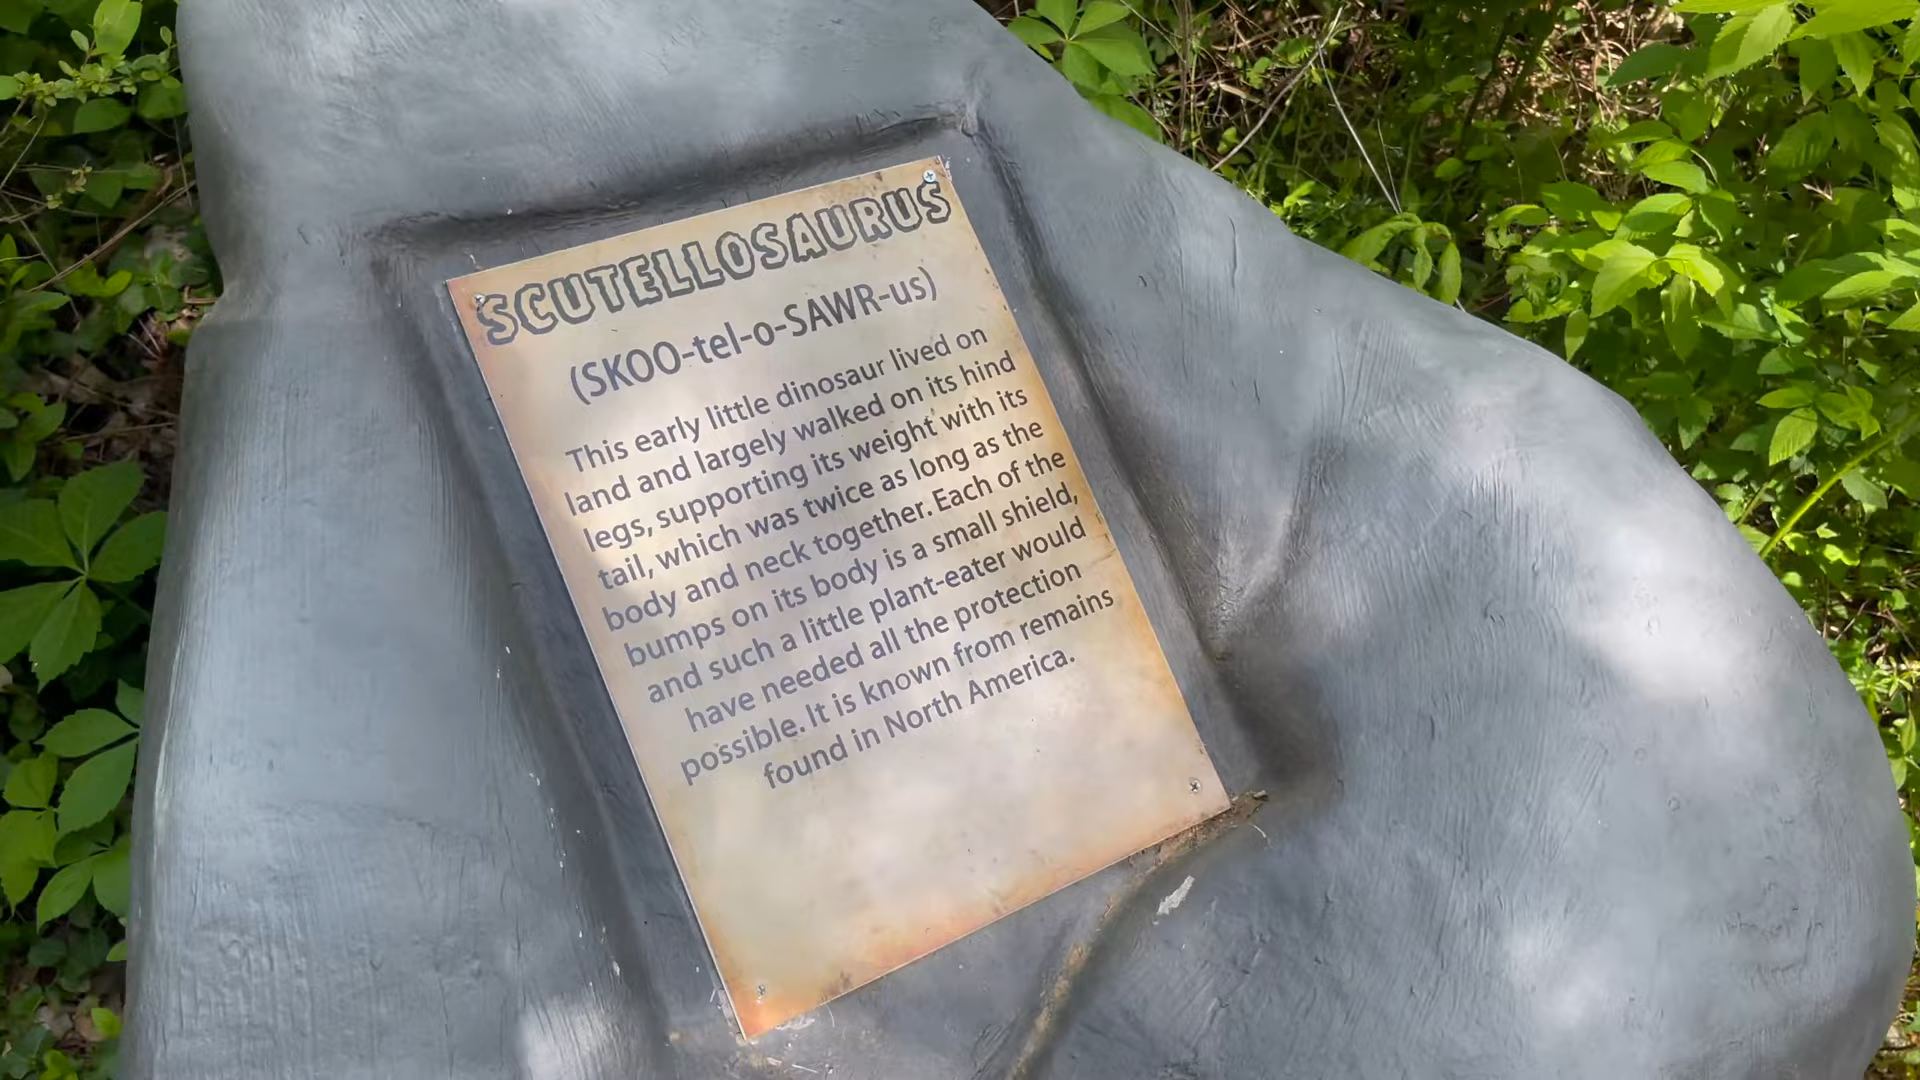 SCUTELLOSAURUS
(SKOO-tel-o-SAWR-us)
This early little dinosaur lived on
land and largely walked on its hind
legs, supporting its weight with its
tail, which was twice as long as the
body and neck together. Each of the
bumps on its body is a small shield,
and such a little plant-eater would
have needed all the protection
possible. It is known from remains
found in North America.